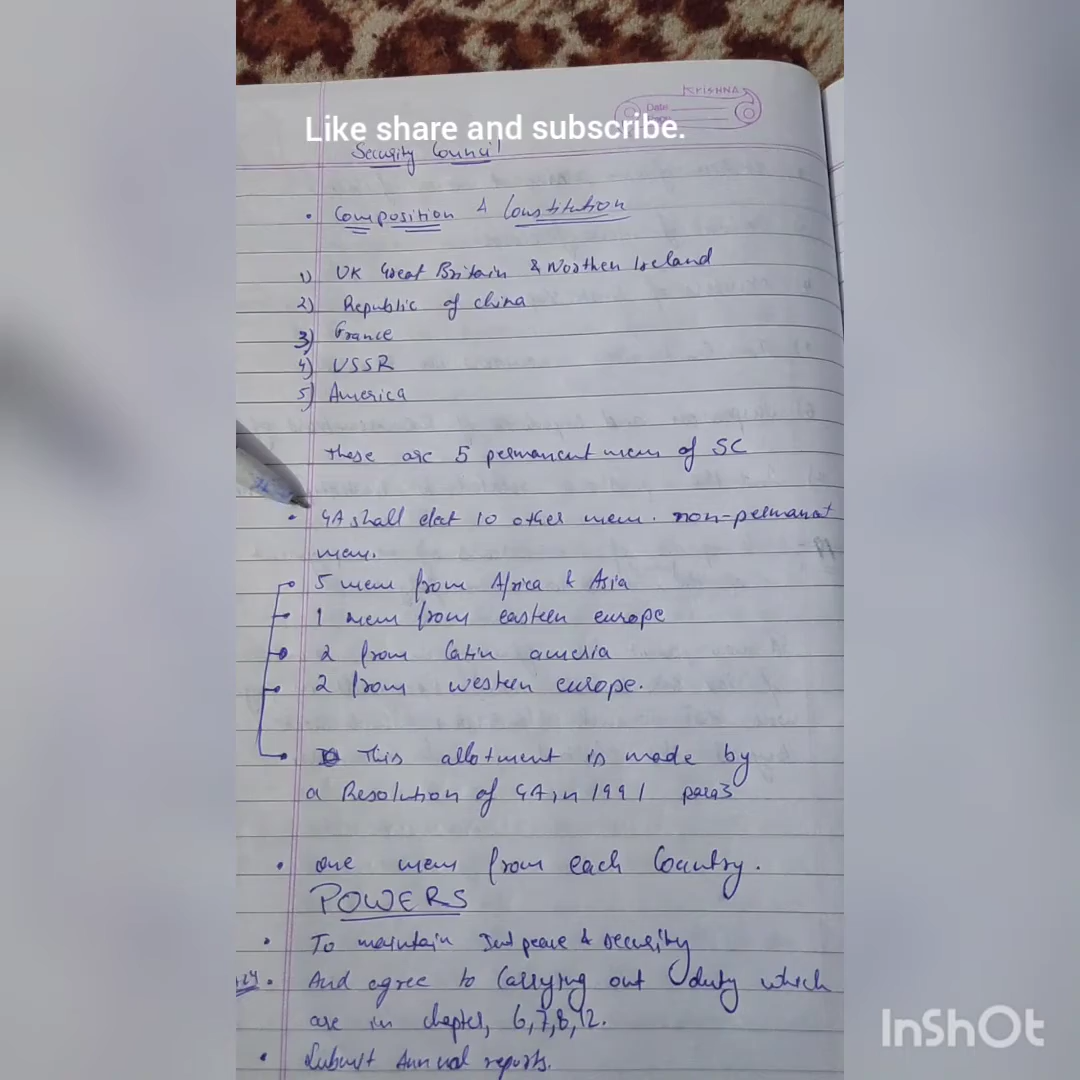 KRISHNA
Date
Like share and subscribe.
Security Council
• Composition & Constitution
1) UK Great Britain & Northen Ireland
2) Republic of china
3) France
4) USSR
5) America
These are 5 permanent mem of SC
• GA shall elect 10 other mem. non-permanat
mem.
5 mem from Africa & Asia
1 mem from eastern europe
2 from latin ameria
2 from western europe.
This allotment is made by
a Resolution of GA, in 1991 para3
• one mem from each Country.
POWERS
• To maintain Int peace & security
• And agree to Carrying out duty which
are in chapter, 6,7,8,12.
• Submit Annual reports.
InShOt